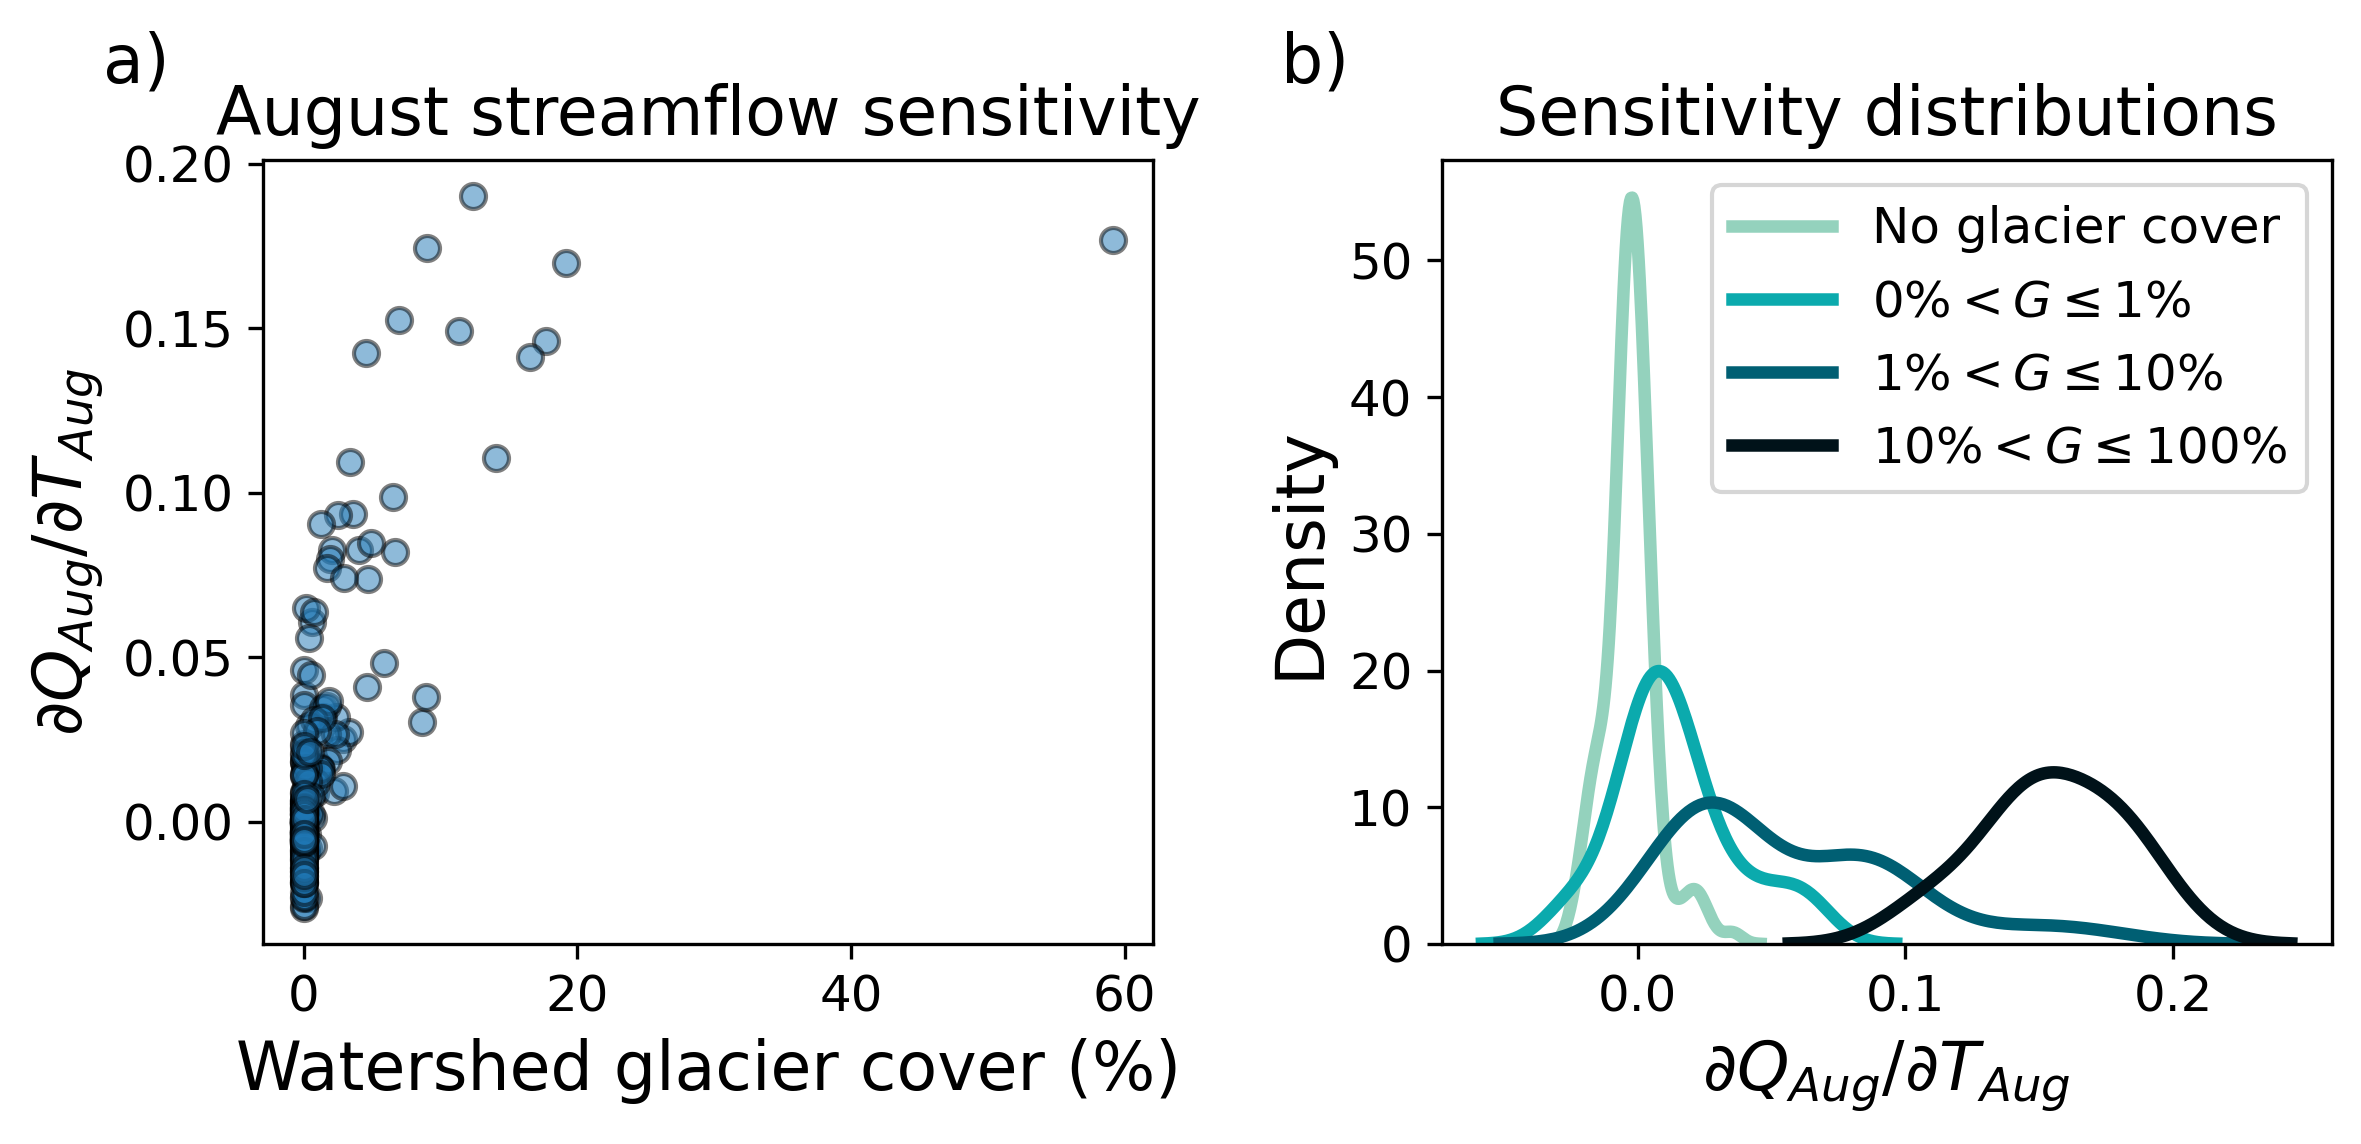 a)
August streamflow sensitivity
0.20
0.15
0.10
0.05
0.00
∂Q_Aug/∂T_Aug
0 20 40 60
Watershed glacier cover (%)
b)
Sensitivity distributions
No glacier cover
0% < G ≤ 1%
1% < G ≤ 10%
10% < G ≤ 100%
50
40
30
20
10
0
Density
0.0 0.1 0.2
∂Q_Aug/∂T_Aug